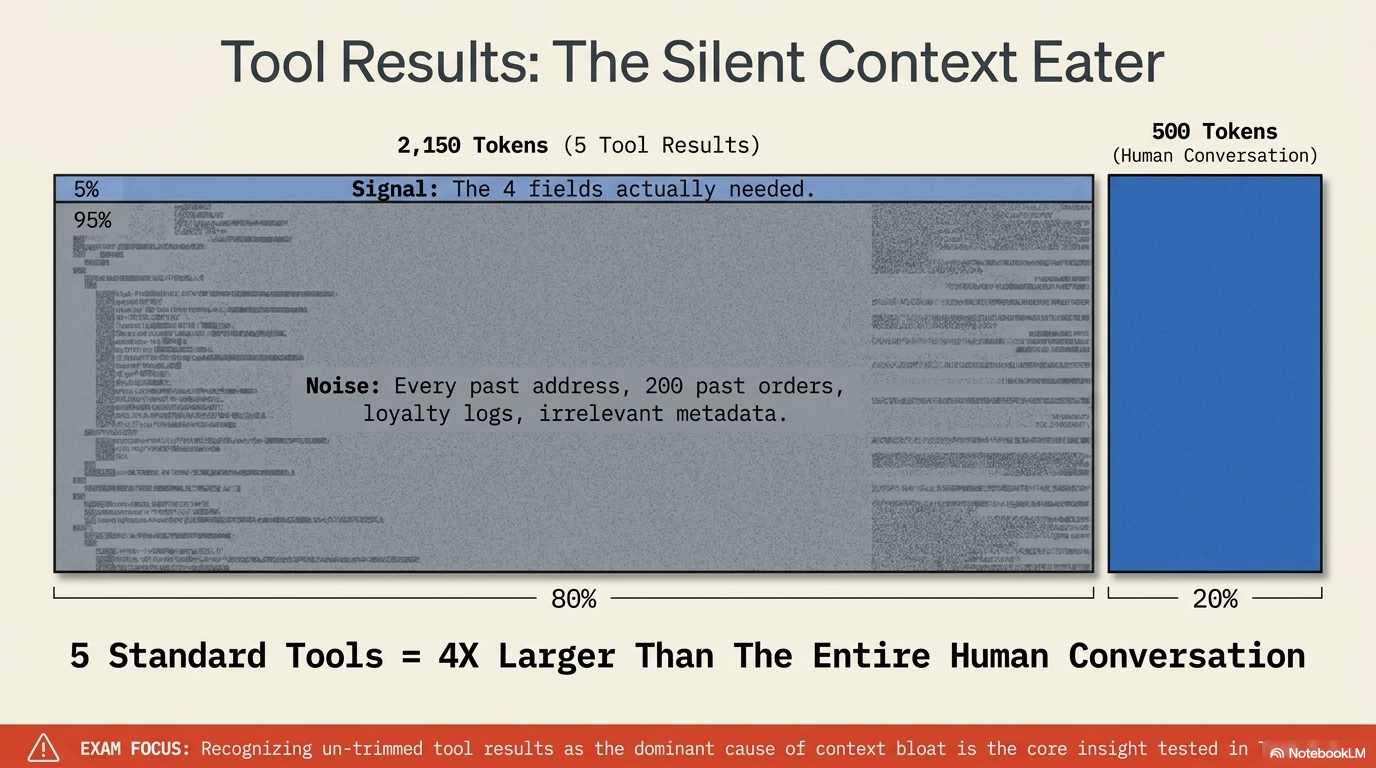 Tool Results: The Silent Context Eater
2,150 Tokens (5 Tool Results)
500 Tokens
(Human Conversation)
5%
Signal: The 4 fields actually needed.
95%
Noise: Every past address, 200 past orders,
loyalty logs, irrelevant metadata.
80%
20%
5 Standard Tools = 4X Larger Than The Entire Human Conversation
EXAM FOCUS: Recognizing un-trimmed tool results as the dominant cause of context bloat is the core insight tested in
NotebookLM